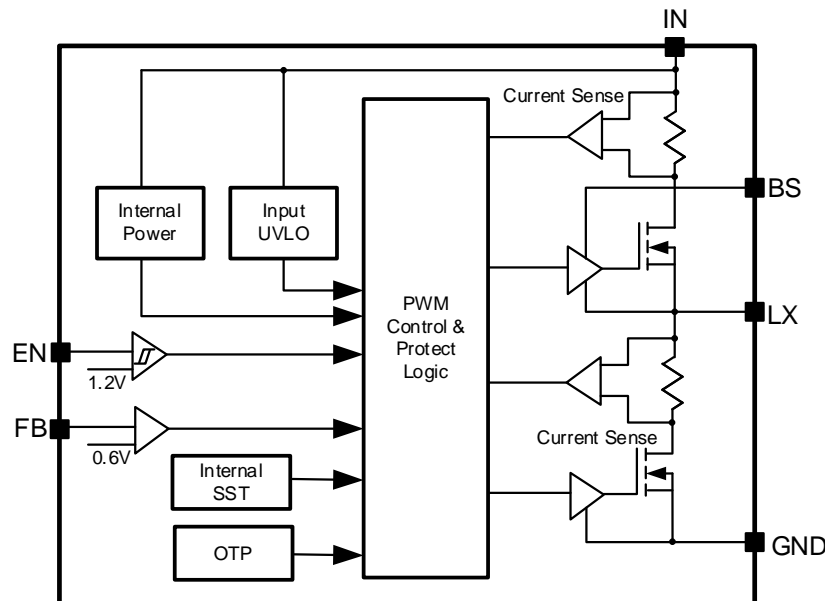 IN
Current Sense
BS
Internal
Power
Input
UVLO
PWM
Control &
Protect
Logic
LX
EN
1.2V
FB
0.6V
Current Sense
Internal
SST
OTP
GND